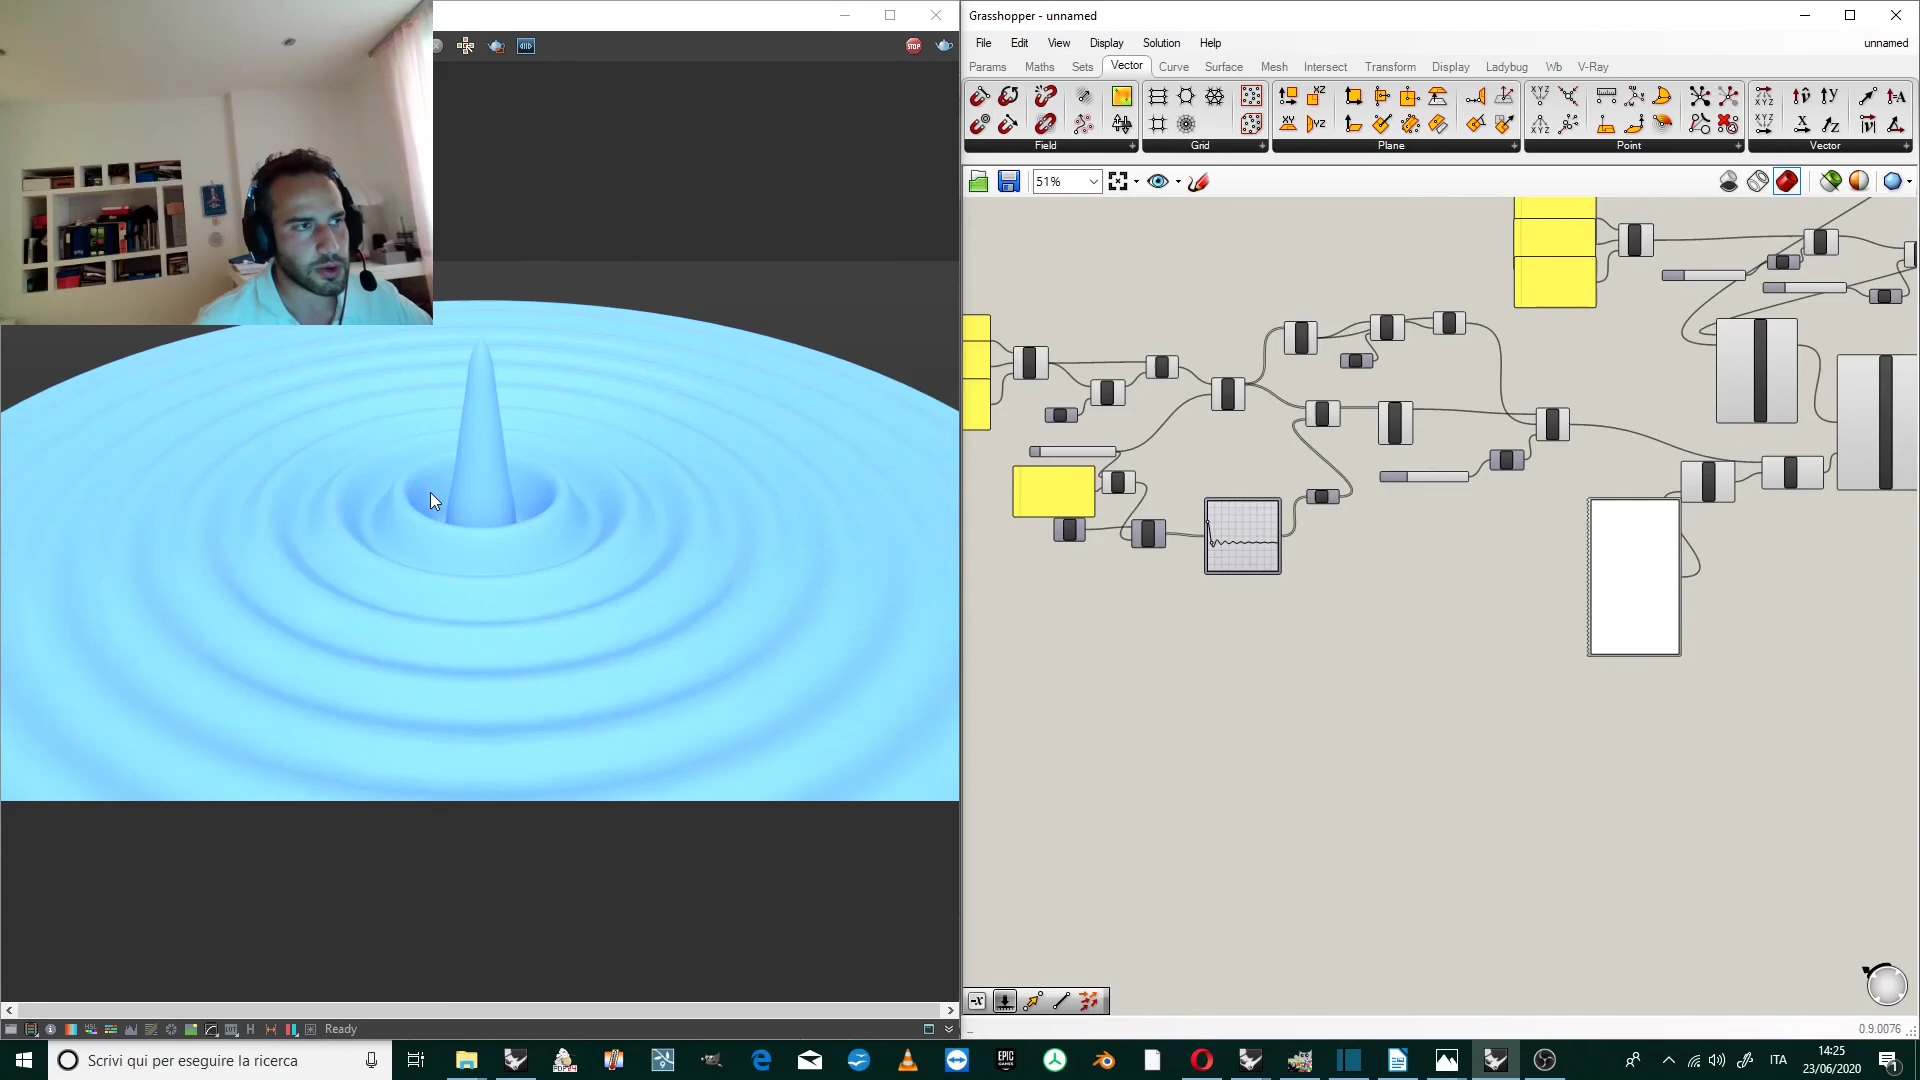 Grasshopper - unnamed
File Edit View Display Solution Help
unnamed
Params Maths Sets Vector Curve Surface Mesh Intersect Transform Display Ladybug Wb V-Ray
Field Grid Plane Point Vector
51%
Ready
0.9.0076
Scrivi qui per eseguire la ricerca
ITA
14:25
23/06/2020